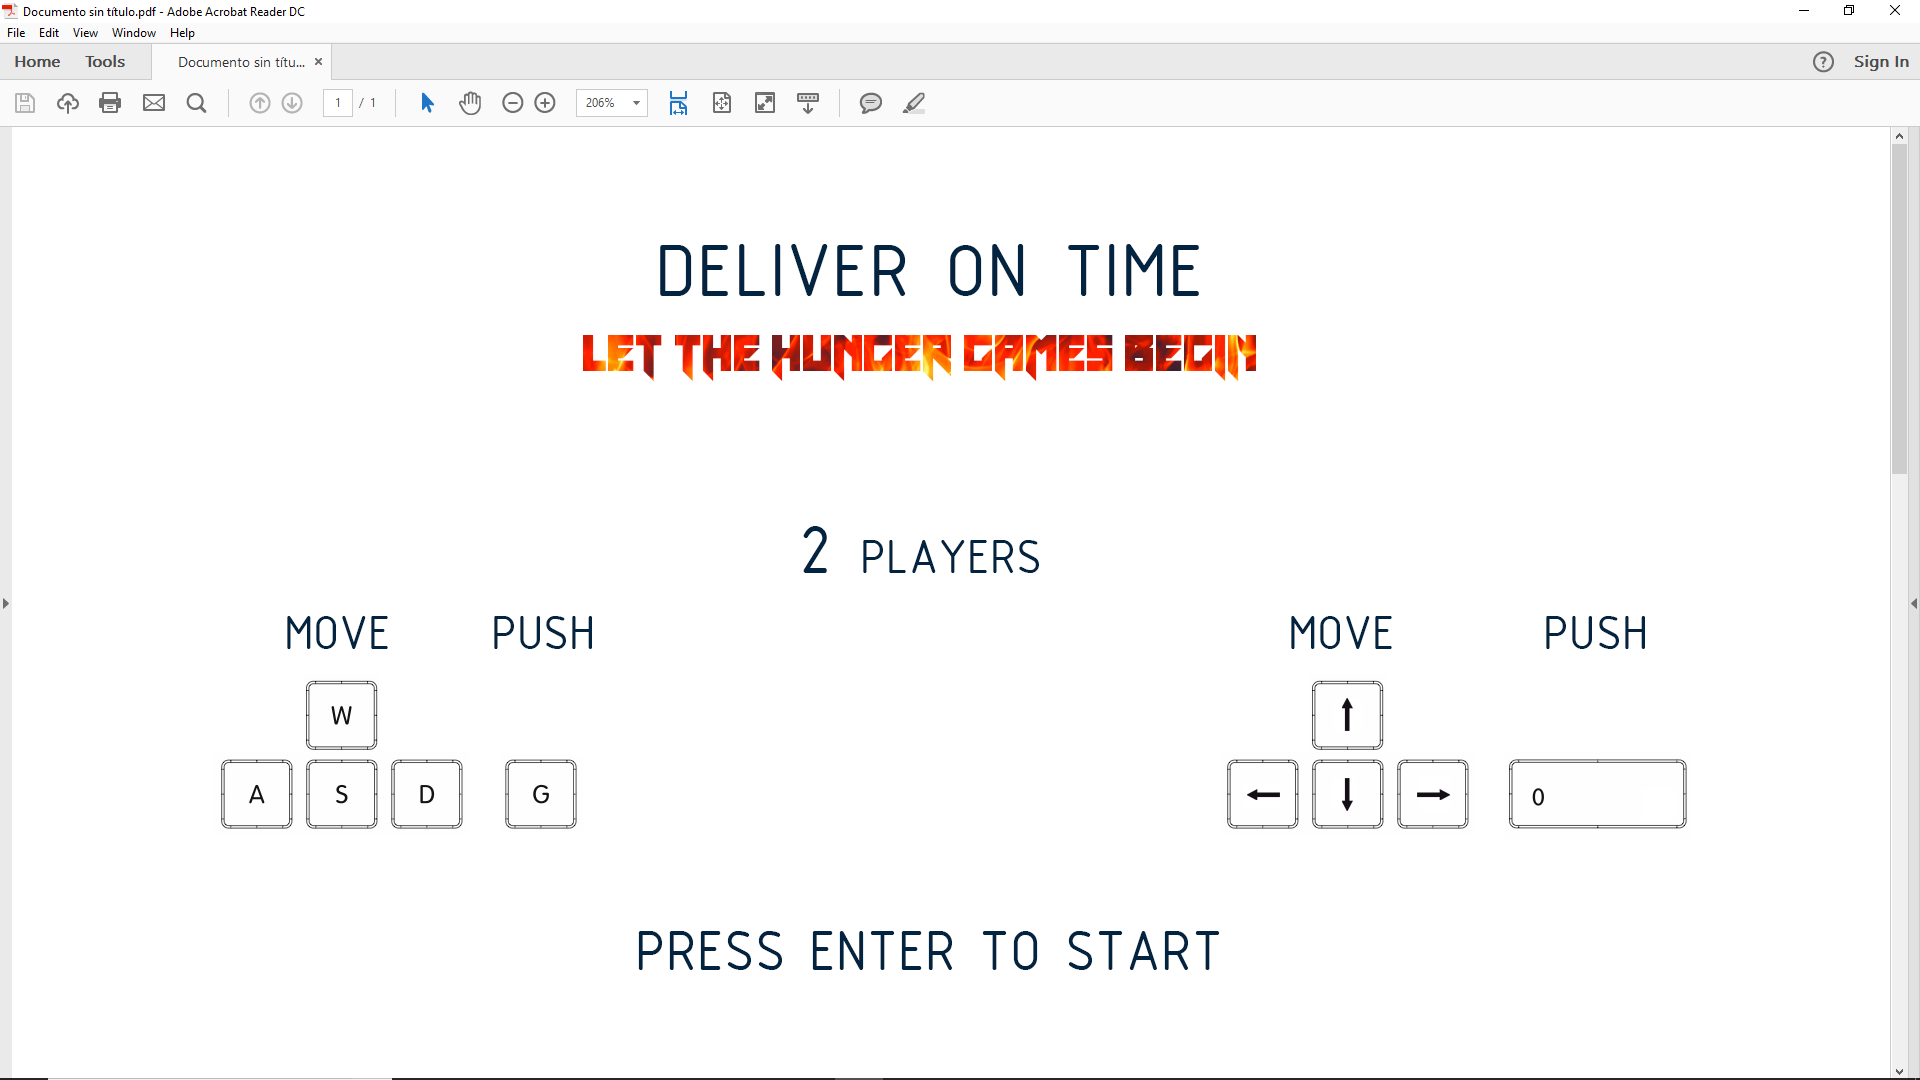 Documento sin título.pdf - Adobe Acrobat Reader DC
File Edit View Window Help
Home Tools Documento sin títu... × ? Sign In
1 / 1 206%
DELIVER ON TIME
LET THE HUNGER GAMES BEGIN
2 PLAYERS
MOVE PUSH MOVE PUSH
W ↑
A S D G ← ↓ → 0
PRESS ENTER TO START